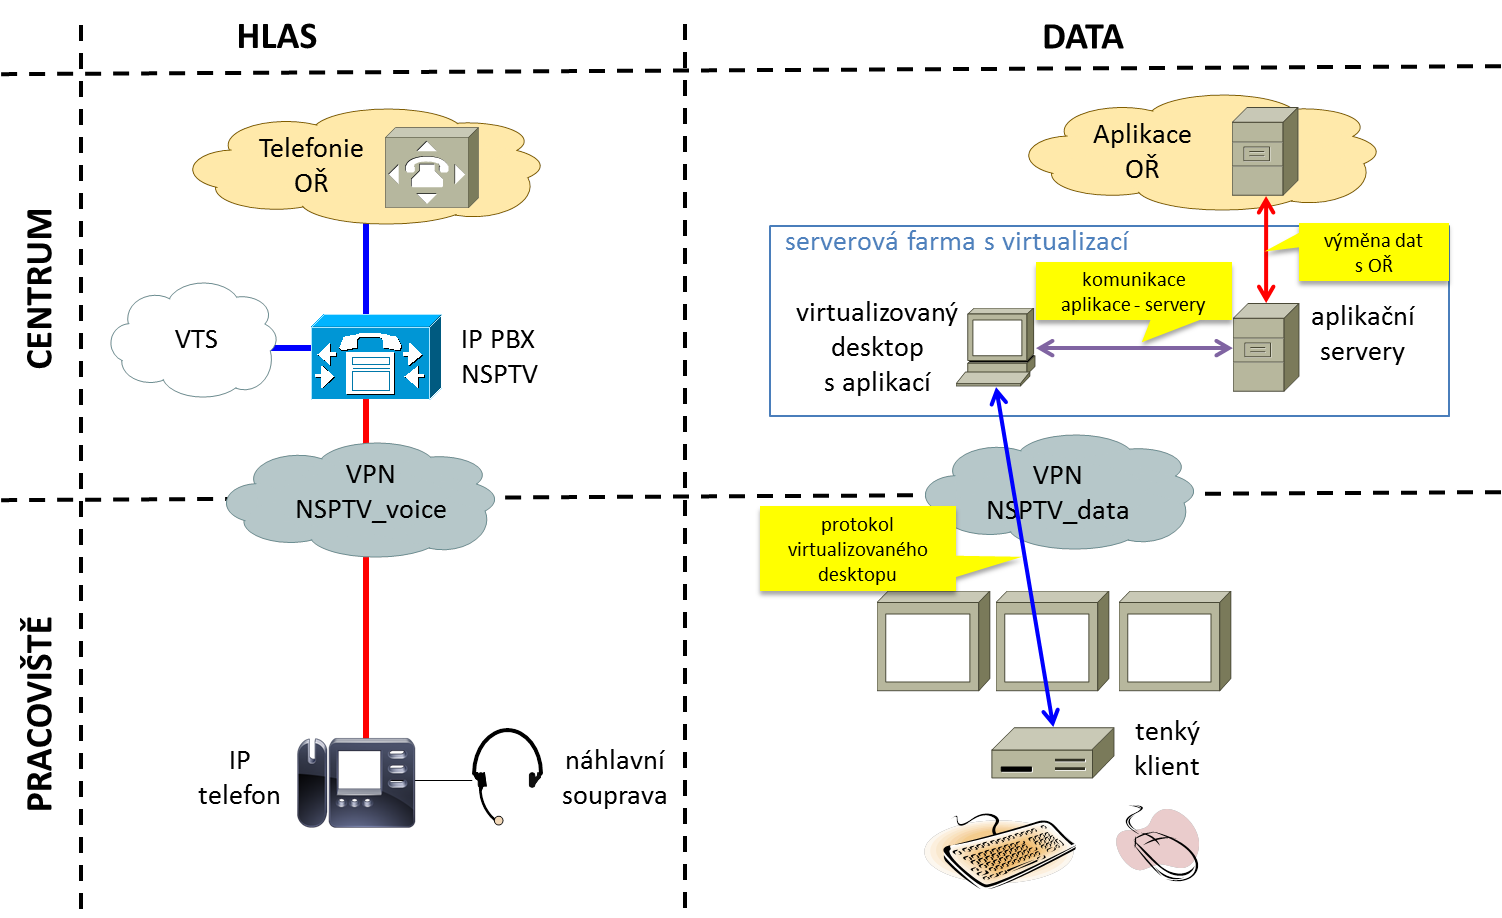 HLAS
DATA
CENTRUM
Telefonie
OŘ
VTS
IP PBX
NSPTV
VPN
NSPTV_voice
Aplikace
OŘ
serverová farma s virtualizací
výměna dat
s OŘ
komunikace
aplikace - servery
virtualizovaný
desktop
s aplikací
aplikační
servery
VPN
NSPTV_data
protokol
virtualizovaného
desktopu
PRACOVIŠTĚ
IP
telefon
náhlavní
souprava
tenký
klient